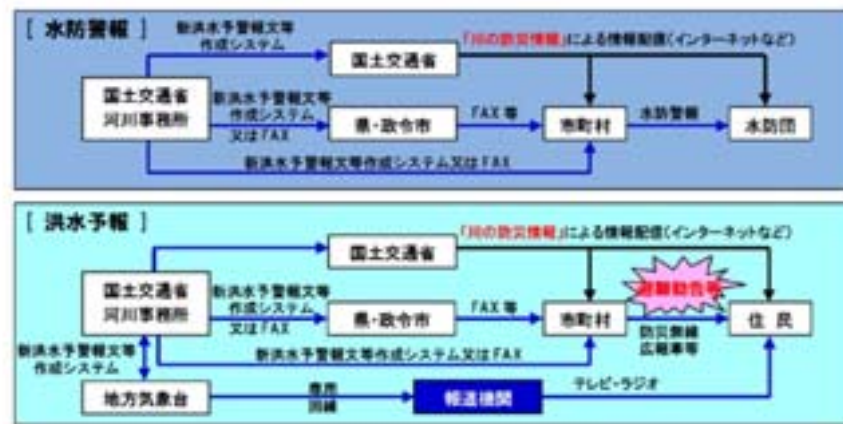 [ 水防警報 ]
新洪水予警報文等
作成システム
国土交通省
「川の防災情報」による情報配信(インターネットなど)
国土交通省
河川事務所
新洪水予警報文等
作成システム
又はFAX
県・政令市
FAX 等
市町村
水防警報
水防団
新洪水予警報文等作成システム又はFAX
[ 洪水予報 ]
国土交通省
「川の防災情報」による情報配信(インターネットなど)
国土交通省
河川事務所
新洪水予警報文等
作成システム
又はFAX
県・政令市
FAX 等
市町村
避難勧告等
防災無線
広報車等
住 民
新洪水予警報文等作成システム又はFAX
新洪水予警報文等
作成システム
地方気象台
専用
回線
報道機関
テレビ・ラジオ